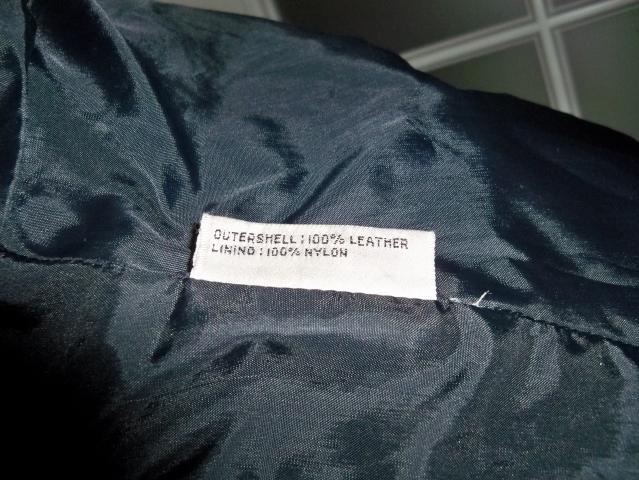 OUTERSHELL : 100% LEATHER
LINING : 100% NYLON